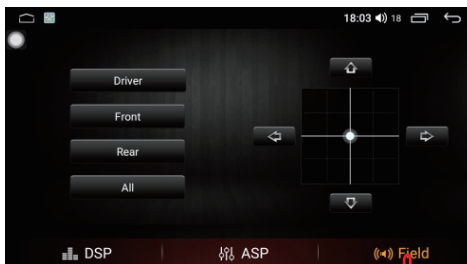 18:03 18
Driver
Front
Rear
All
DSP ASP Field